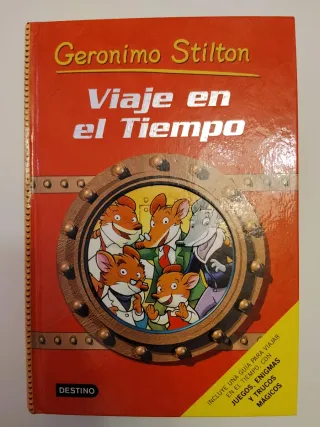 Geronimo Stilton
Viaje en
el Tiempo
INCLUYE UNA GUÍA PARA VIAJAR
EN EL TIEMPO, CON
JUEGOS, ENIGMAS
Y TRUCOS
MÁGICOS
DESTINO